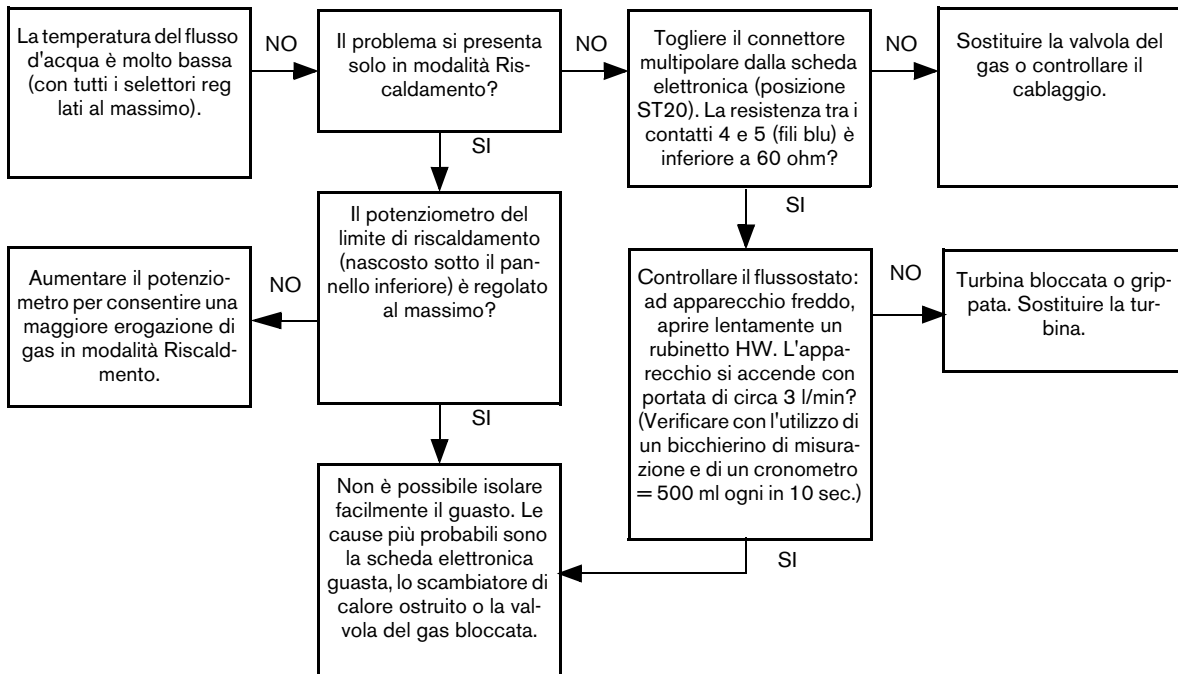 La temperatura del flusso
d'acqua è molto bassa
(con tutti i selettori reg
lati al massimo).
NO
Il problema si presenta
solo in modalità Ris-
caldamento?
NO
Togliere il connettore
multipolare dalla scheda
elettronica (posizione
ST20). La resistenza tra i
contatti 4 e 5 (fili blu) è
inferiore a 60 ohm?
NO
Sostituire la valvola del
gas o controllare il
cablaggio.
SI
SI
Il potenziometro del
limite di riscaldamento
(nascosto sotto il pan-
nello inferiore) è regolato
al massimo?
NO
Aumentare il potenzio-
metro per consentire una
maggiore erogazione di
gas in modalità Riscald-
mento.
Controllare il flussostato:
ad apparecchio freddo,
aprire lentamente un
rubinetto HW. L'appa-
recchio si accende con
portata di circa 3 l/min?
(Verificare con l'utilizzo di
un bicchierino di misura-
zione e di un cronometro
= 500 ml ogni in 10 sec.)
NO
Turbina bloccata o grip-
pata. Sostituire la tur-
bina.
SI
SI
Non è possibile isolare
facilmente il guasto. Le
cause più probabili sono
la scheda elettronica
guasta, lo scambiatore di
calore ostruito o la val-
vola del gas bloccata.